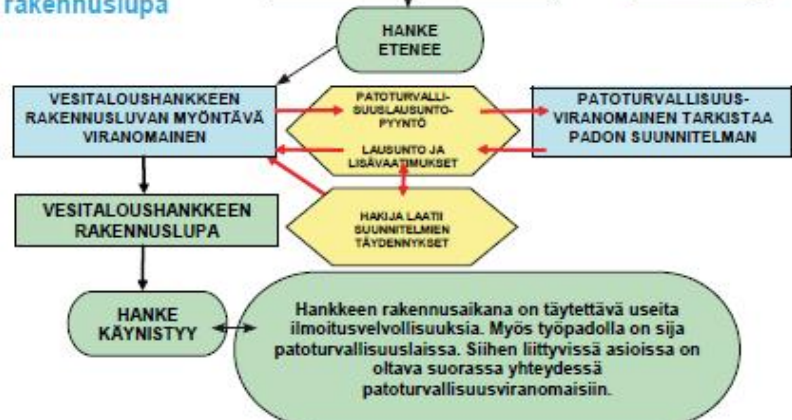 rakennuslupa
HANKE
ETENEE
VESITALOUSHANKKEEN
RAKENNUSLUVAN MYÖNTÄVÄ
VIRANOMAINEN
PATOTURVALLI-
SUUSLAUSUNTO-
PYYNTÖ
LAUSUNTO JA
LISÄVAATIMUKSET
PATOTURVALLISUUS-
VIRANOMAINEN TARKISTAA
PADON SUUNNITELMAN
VESITALOUSHANKKEEN
RAKENNUSLUPA
HAKIJA LAATII
SUUNNITELMIEN
TÄYDENNYKSET
HANKE
KÄYNISTYY
Hankkeen rakennusaikana on täytettävä useita
ilmoitusvelvollisuuksia. Myös työpadolla on sija
patoturvallisuuslaissa. Siihen liittyvissä asioissa on
oltava suorassa yhteydessä
patoturvallisuusviranomaisiin.